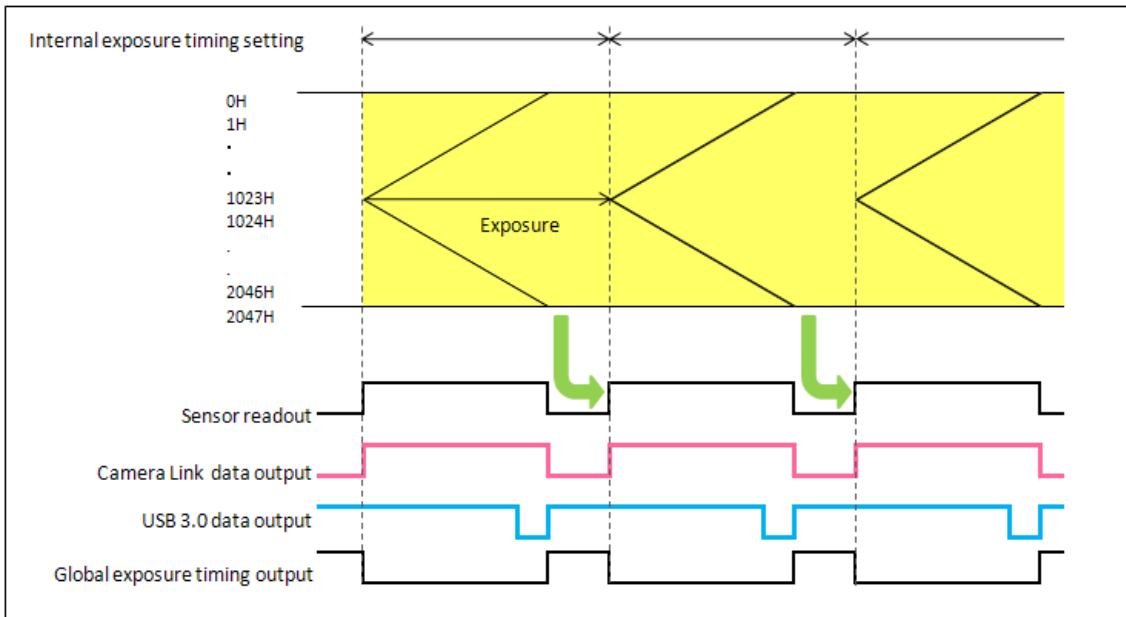 Internal exposure timing setting
0H
1H
.
.
1023H
1024H
.
.
2046H
2047H
Exposure
Sensor readout
Camera Link data output
USB 3.0 data output
Global exposure timing output